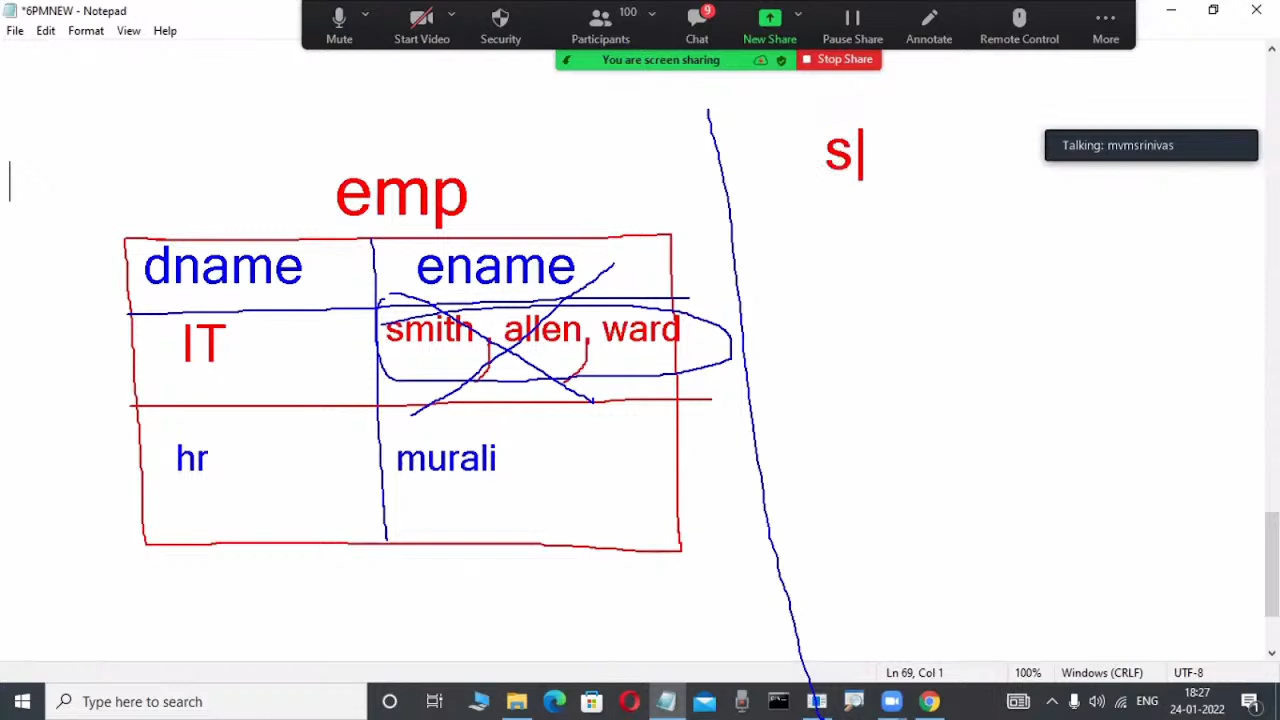 *6PMNEW - Notepad
File Edit Format View Help
Mute Start Video Security Participants 100 Chat 9 New Share Pause Share Annotate Remote Control More
You are screen sharing Stop Share
Talking: mvmsrinivas
s
emp
dname ename
IT smith , allen, ward
hr murali
Ln 69, Col 1 100% Windows (CRLF) UTF-8
Type here to search
ENG
18:27
24-01-2022
1